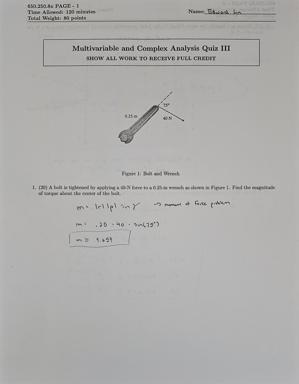 650.250.8x PAGE - 1
Time Allowed: 120 minutes
Total Weight: 80 points
Name:
Multivariable and Complex Analysis Quiz III
SHOW ALL WORK TO RECEIVE FULL CREDIT
75°
0.25 m
40 N
Figure 1: Bolt and Wrench
1. (20) A bolt is tightened by applying a 40-N force to a 0.25-m wrench as shown in Figure 1. Find the magnitude
of torque about the center of the bolt.
m = |r| |p| sin γ → moment of force problem
m = .25 · 40 · sin(75°)
m = 9.659